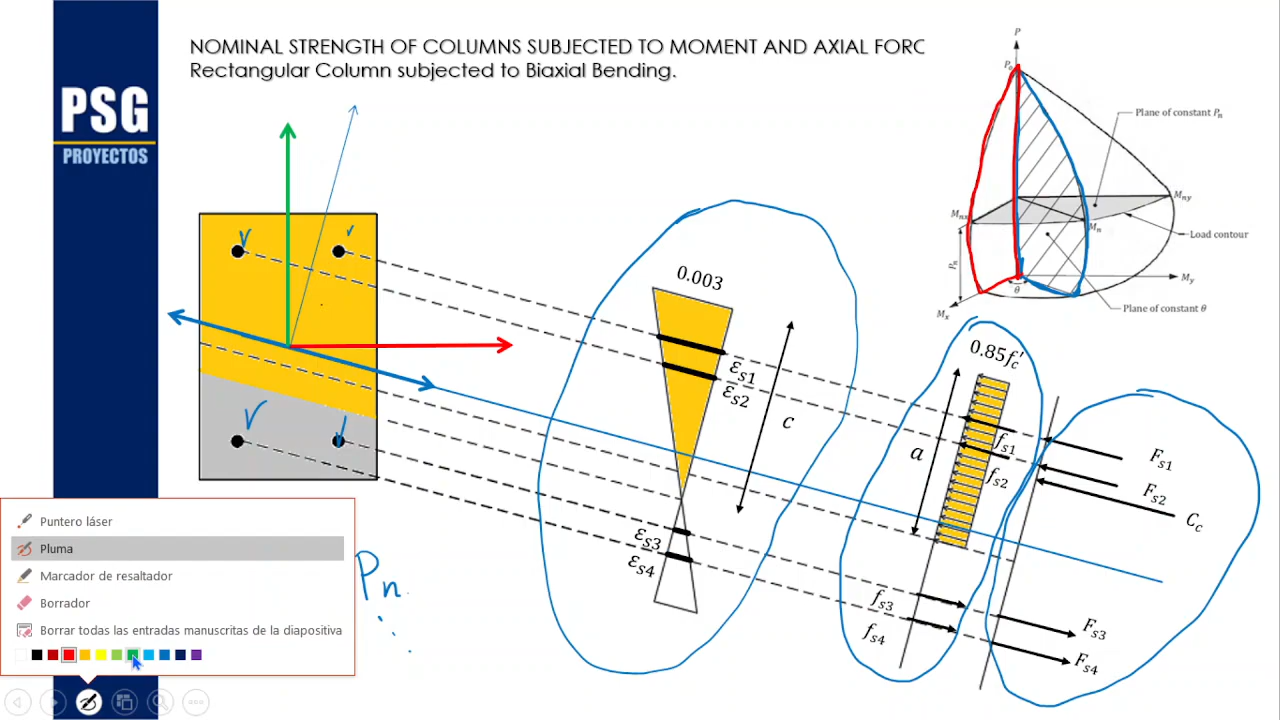 NOMINAL STRENGTH OF COLUMNS SUBJECTED TO MOMENT AND AXIAL FORC
Rectangular Column subjected to Biaxial Bending.
PSG
PROYECTOS
P
P₀
Plane of constant Pₙ
Mₙₓ
Mₙᵧ
Mₙ
Load contour
Pₙ
Mᵧ
θ
Mₓ
Plane of constant θ
0.003
εs1
εs2
c
εs3
εs4
0.85f'c
a
fs1
fs2
fs3
fs4
Fs1
Fs2
Cc
Fs3
Fs4
Pn
Puntero láser
Pluma
Marcador de resaltador
Borrador
Borrar todas las entradas manuscritas de la diapositiva